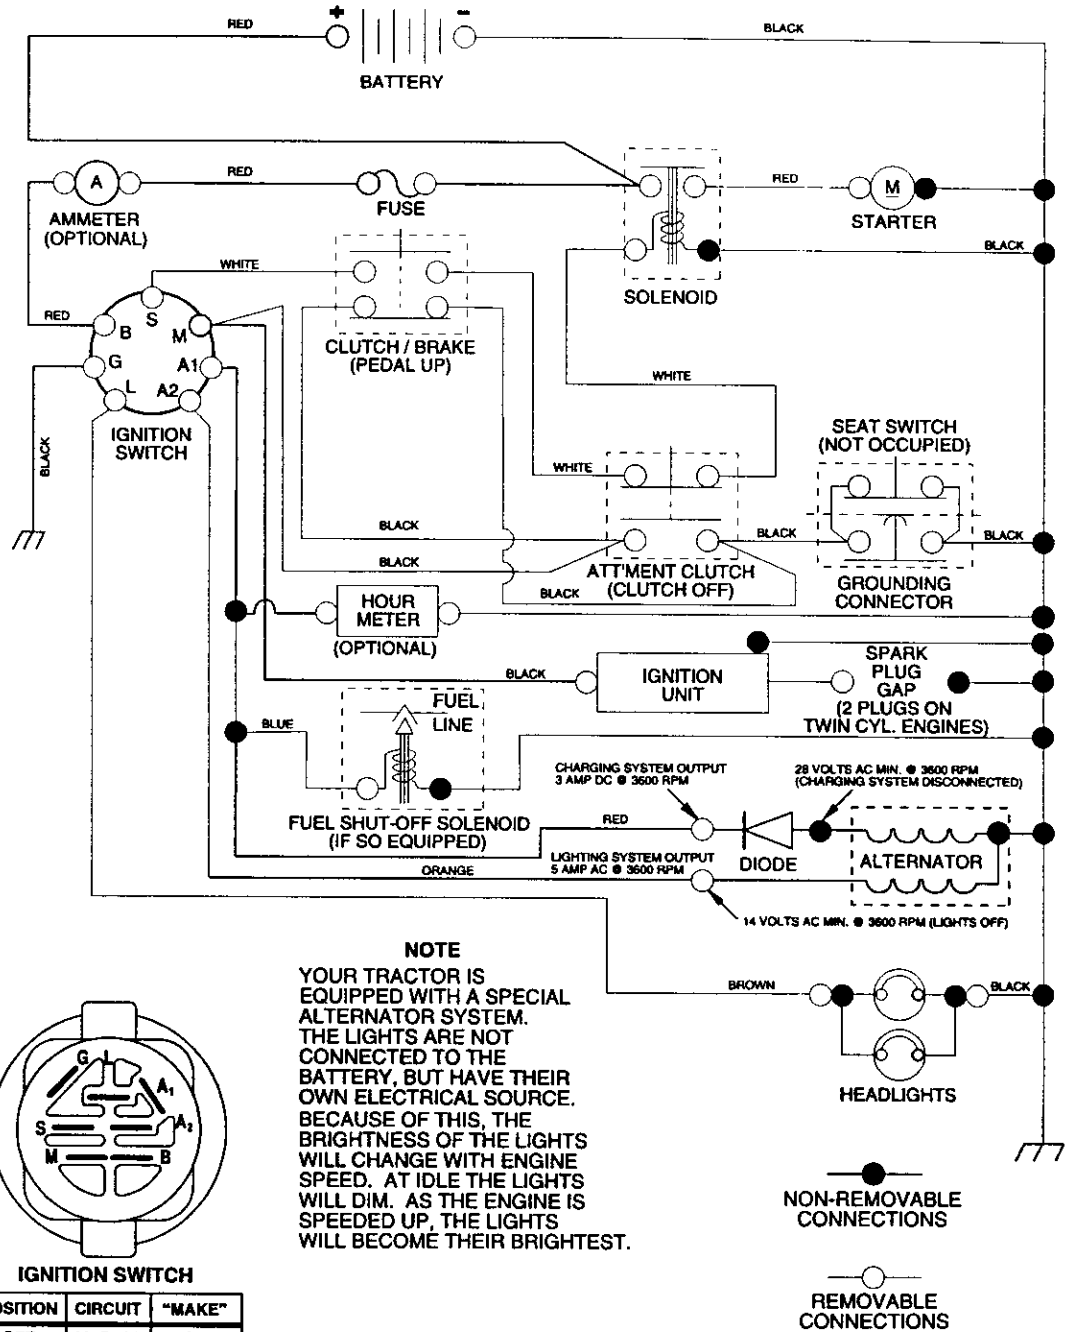 + -
RED
BLACK
BATTERY
A
RED
FUSE
RED
M
STARTER
AMMETER
(OPTIONAL)
WHITE
BLACK
SOLENOID
RED
S
B
M
G
A1
L
A2
CLUTCH / BRAKE
(PEDAL UP)
WHITE
IGNITION
SWITCH
BLACK
SEAT SWITCH
(NOT OCCUPIED)
WHITE
BLACK
BLACK
BLACK
BLACK
ATT'MENT CLUTCH
(CLUTCH OFF)
BLACK
GROUNDING
CONNECTOR
HOUR
METER
(OPTIONAL)
BLACK
IGNITION
UNIT
SPARK
PLUG
GAP
(2 PLUGS ON
TWIN CYL. ENGINES)
BLUE
FUEL
LINE
FUEL SHUT-OFF SOLENOID
(IF SO EQUIPPED)
CHARGING SYSTEM OUTPUT
3 AMP DC @ 3600 RPM
28 VOLTS AC MIN. @ 3600 RPM
(CHARGING SYSTEM DISCONNECTED)
RED
DIODE
ALTERNATOR
LIGHTING SYSTEM OUTPUT
5 AMP AC @ 3600 RPM
ORANGE
14 VOLTS AC MIN. @ 3600 RPM (LIGHTS OFF)
NOTE
YOUR TRACTOR IS
EQUIPPED WITH A SPECIAL
ALTERNATOR SYSTEM.
THE LIGHTS ARE NOT
CONNECTED TO THE
BATTERY, BUT HAVE THEIR
OWN ELECTRICAL SOURCE.
BECAUSE OF THIS, THE
BRIGHTNESS OF THE LIGHTS
WILL CHANGE WITH ENGINE
SPEED. AT IDLE THE LIGHTS
WILL DIM. AS THE ENGINE IS
SPEEDED UP, THE LIGHTS
WILL BECOME THEIR BRIGHTEST.
BROWN
BLACK
HEADLIGHTS
G L
A1
A2
S
M B
IGNITION SWITCH
OSITION CIRCUIT "MAKE"
NON-REMOVABLE
CONNECTIONS
REMOVABLE
CONNECTIONS